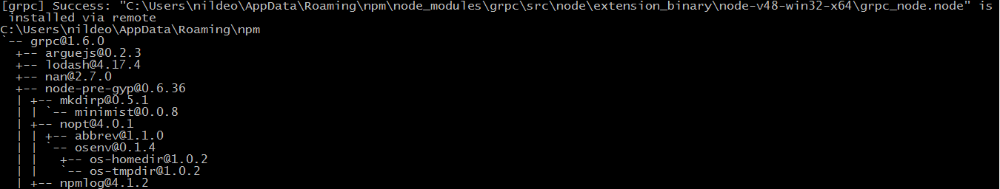 [grpc] Success: "C:\Users\nildeo\AppData\Roaming\npm\node_modules\grpc\src\node\extension_binary\node-v48-win32-x64\grpc_node.node" is
 installed via remote
C:\Users\nildeo\AppData\Roaming\npm
`-- grpc@1.6.0
  +-- arguejs@0.2.3
  +-- lodash@4.17.4
  +-- nan@2.7.0
  +-- node-pre-gyp@0.6.36
  | +-- mkdirp@0.5.1
  | | `-- minimist@0.0.8
  | +-- nopt@4.0.1
  | | +-- abbrev@1.1.0
  | | `-- osenv@0.1.4
  | |   +-- os-homedir@1.0.2
  | |   `-- os-tmpdir@1.0.2
  | +-- npmlog@4.1.2